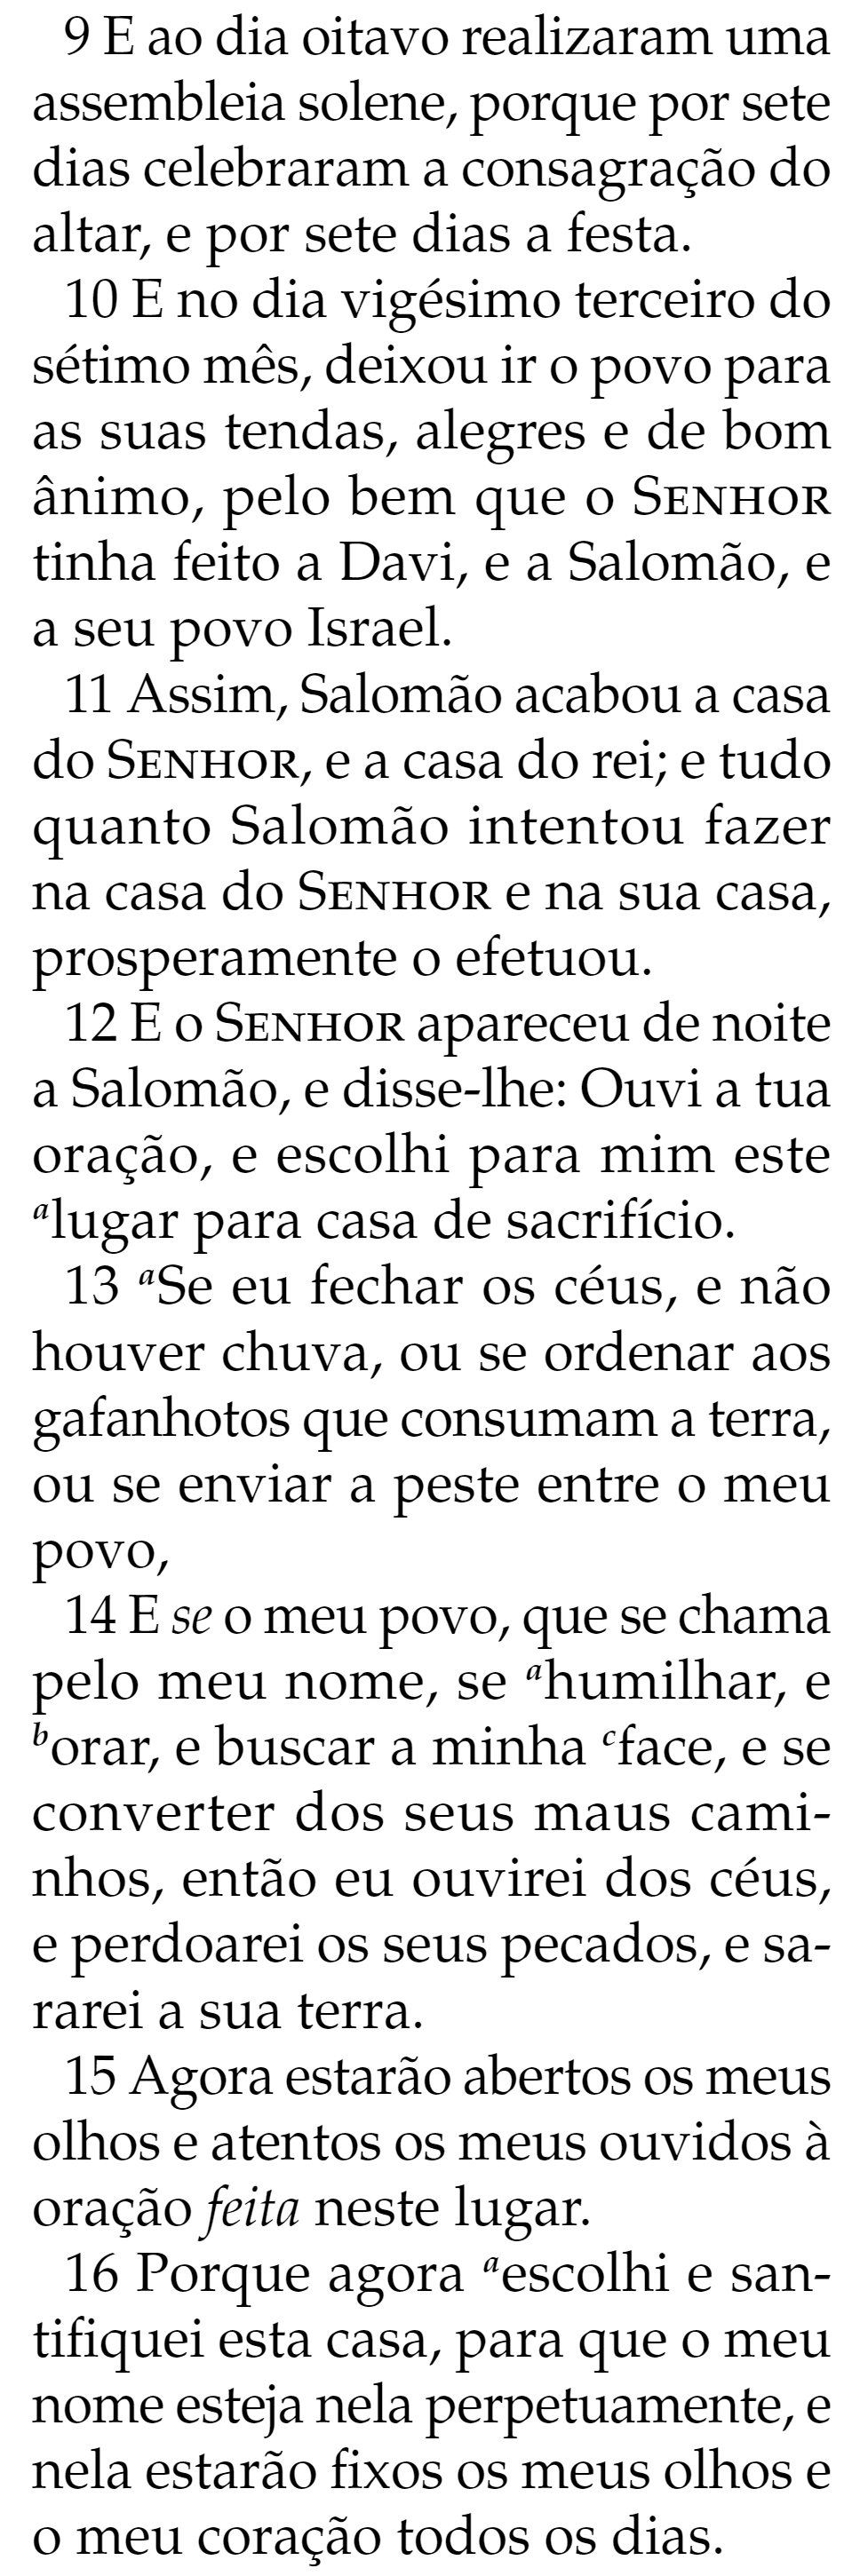 9 E ao dia oitavo realizaram uma
assembleia solene, porque por sete
dias celebraram a consagração do
altar, e por sete dias a festa.
10 E no dia vigésimo terceiro do
sétimo mês, deixou ir o povo para
as suas tendas, alegres e de bom
ânimo, pelo bem que o SENHOR
tinha feito a Davi, e a Salomão, e
a seu povo Israel.
11 Assim, Salomão acabou a casa
do SENHOR, e a casa do rei; e tudo
quanto Salomão intentou fazer
na casa do SENHOR e na sua casa,
prosperamente o efetuou.
12 E o SENHOR apareceu de noite
a Salomão, e disse-lhe: Ouvi a tua
oração, e escolhi para mim este
ᵃlugar para casa de sacrifício.
13 ᵃSe eu fechar os céus, e não
houver chuva, ou se ordenar aos
gafanhotos que consumam a terra,
ou se enviar a peste entre o meu
povo,
14 E se o meu povo, que se chama
pelo meu nome, se ᵃhumilhar, e
ᵇorar, e buscar a minha ᶜface, e se
converter dos seus maus cami-
nhos, então eu ouvirei dos céus,
e perdoarei os seus pecados, e sa-
rarei a sua terra.
15 Agora estarão abertos os meus
olhos e atentos os meus ouvidos à
oração feita neste lugar.
16 Porque agora ᵃescolhi e san-
tifiquei esta casa, para que o meu
nome esteja nela perpetuamente, e
nela estarão fixos os meus olhos e
o meu coração todos os dias.